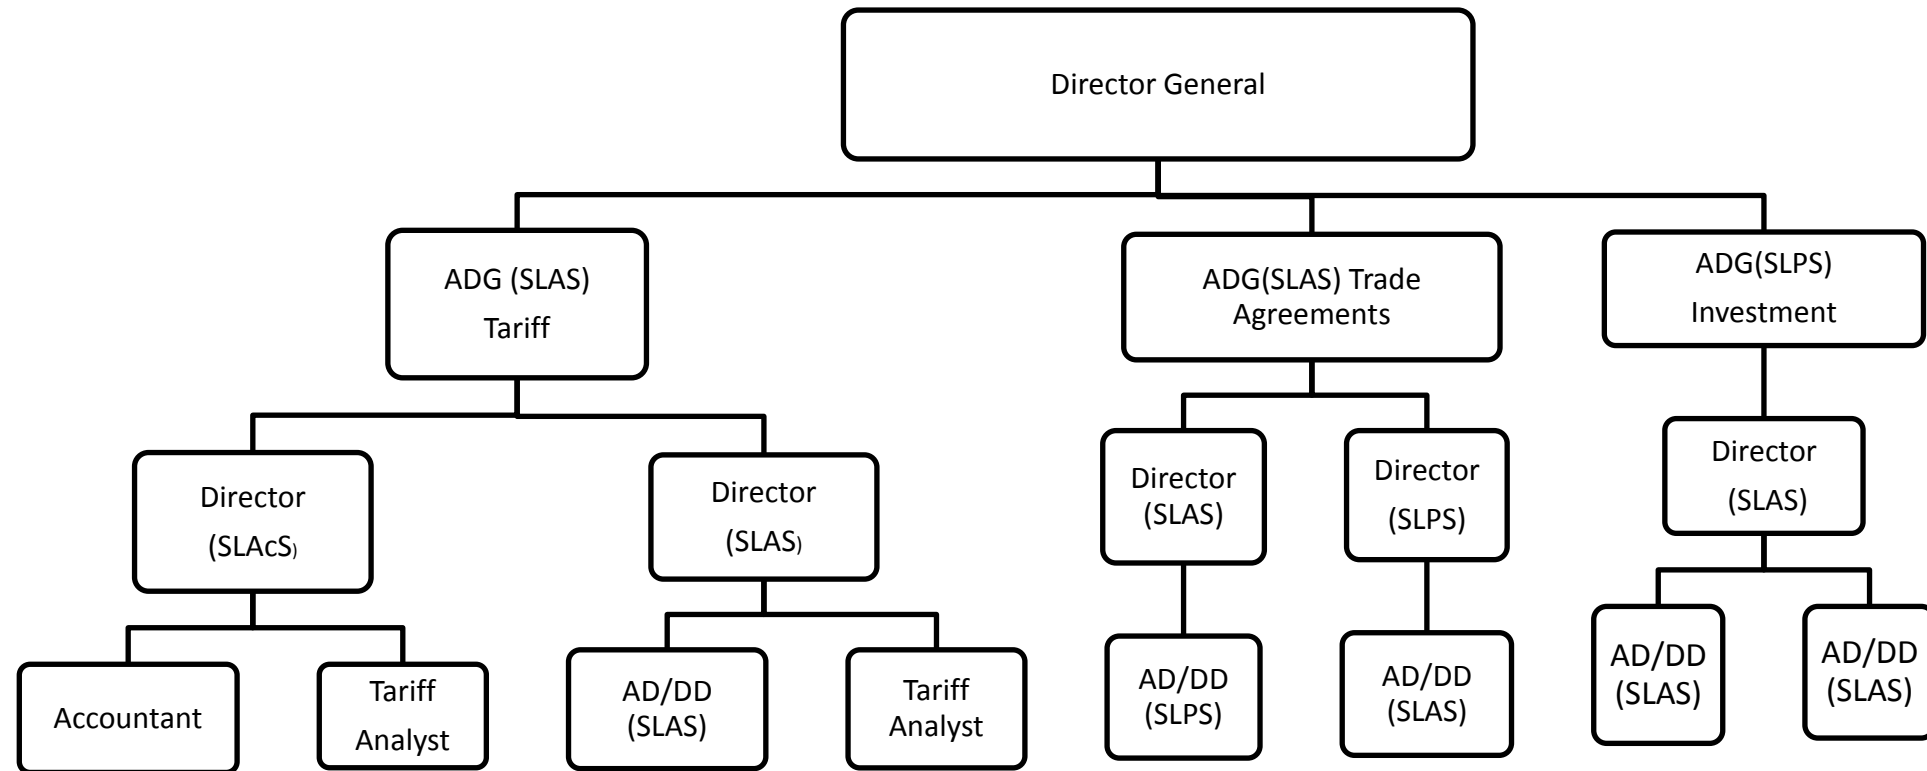 Director General
ADG (SLAS)
Tariff
ADG(SLAS) Trade
Agreements
ADG(SLPS)
Investment
Director
(SLAcS)
Director
(SLAS)
Director
(SLAS)
Director
(SLPS)
Director
(SLAS)
Accountant
Tariff
Analyst
AD/DD
(SLAS)
Tariff
Analyst
AD/DD
(SLPS)
AD/DD
(SLAS)
AD/DD
(SLAS)
AD/DD
(SLAS)